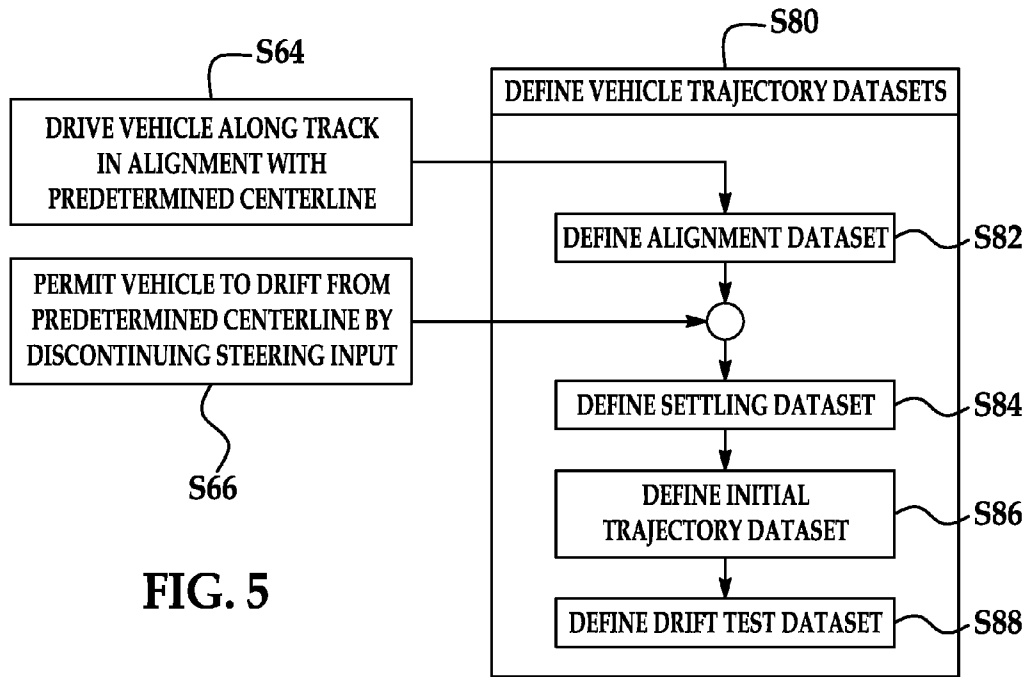 S64
DRIVE VEHICLE ALONG TRACK
IN ALIGNMENT WITH
PREDETERMINED CENTERLINE
PERMIT VEHICLE TO DRIFT FROM
PREDETERMINED CENTERLINE BY
DISCONTINUING STEERING INPUT
S66
S80
DEFINE VEHICLE TRAJECTORY DATASETS
DEFINE ALIGNMENT DATASET
S82
DEFINE SETTLING DATASET
S84
DEFINE INITIAL
TRAJECTORY DATASET
S86
DEFINE DRIFT TEST DATASET
S88
FIG. 5